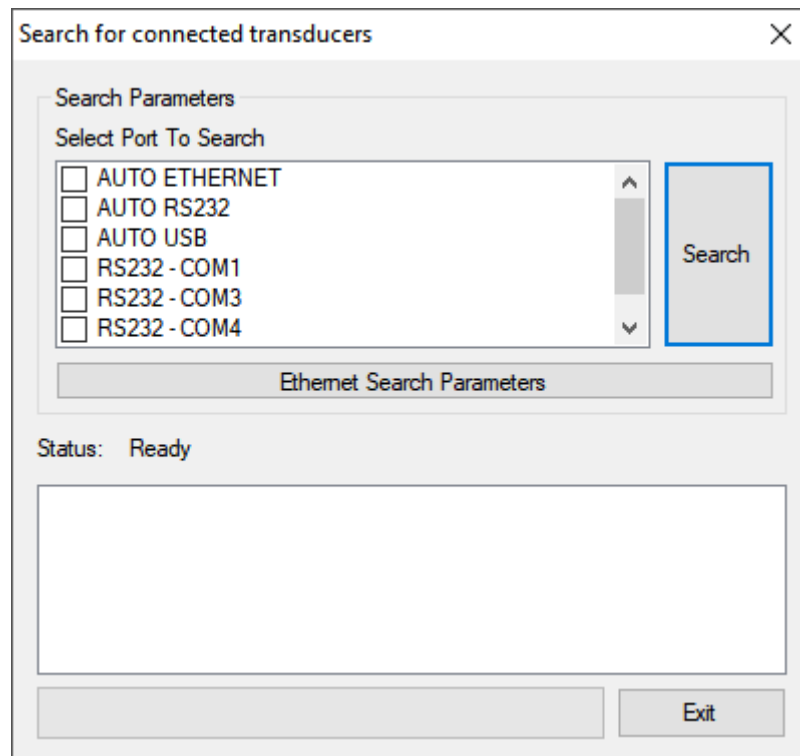 Search for connected transducers
Search Parameters
Select Port To Search
AUTO ETHERNET
AUTO RS232
AUTO USB
RS232 - COM1
RS232 - COM3
RS232 - COM4
Search
Ethernet Search Parameters
Status: Ready
Exit